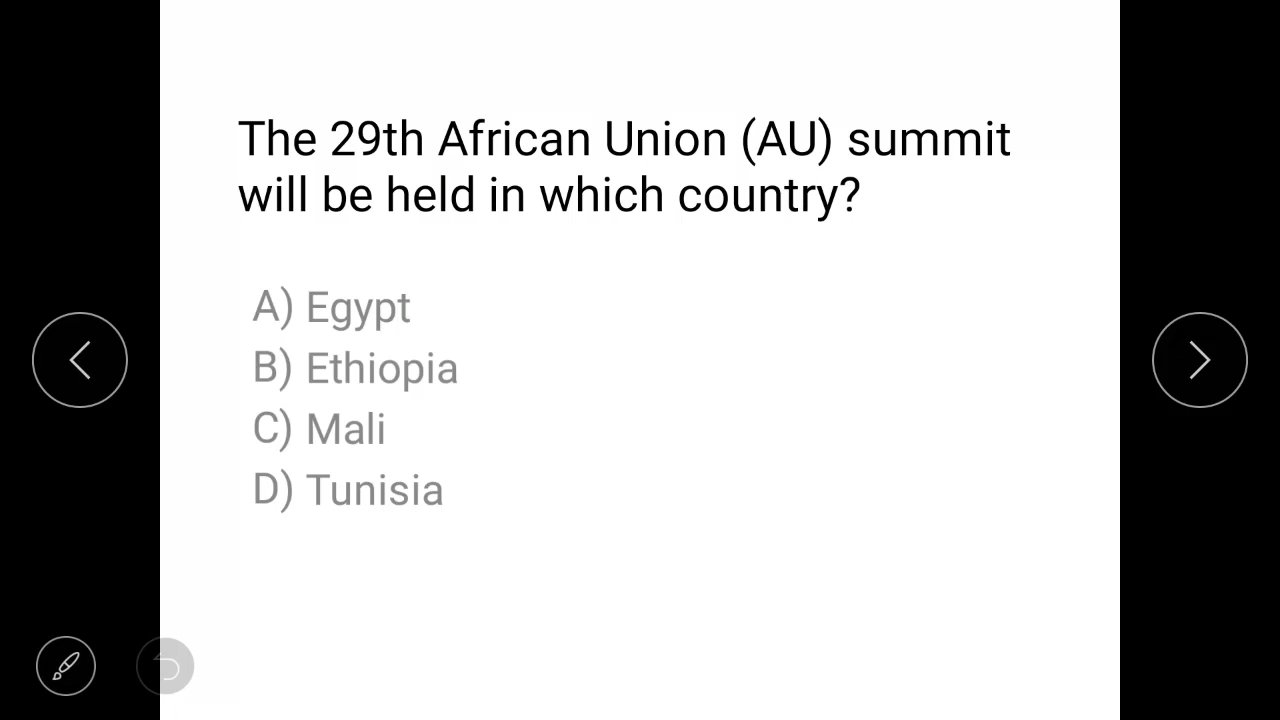 The 29th African Union (AU) summit
will be held in which country?
A) Egypt
B) Ethiopia
C) Mali
D) Tunisia